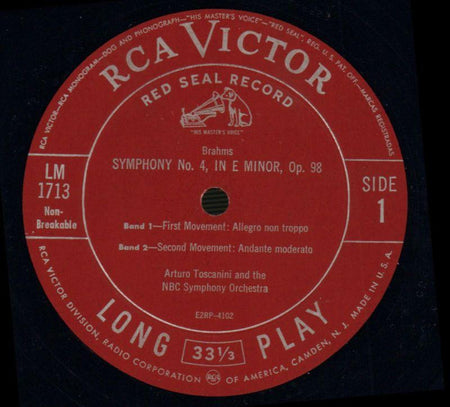 RCA VICTOR-RCA MONOGRAM-DOG AND PHONOGRAPH-"HIS MASTER'S VOICE"-"RED SEAL", REG. U.S. PAT. OFF.-MARCAS REGISTRADAS
RCA VICTOR
RED SEAL RECORD
"HIS MASTER'S VOICE"
Brahms
SYMPHONY No. 4, IN E MINOR, Op. 98
LM
1713
Non-
Breakable
SIDE
1
Band 1—First Movement: Allegro non troppo
Band 2—Second Movement: Andante moderato
Arturo Toscanini and the
NBC Symphony Orchestra
E2RP-4102
LONG 33⅓ PLAY
RCA VICTOR DIVISION, RADIO CORPORATION RCA OF AMERICA, CAMDEN, N. J. MADE IN U.S.A.